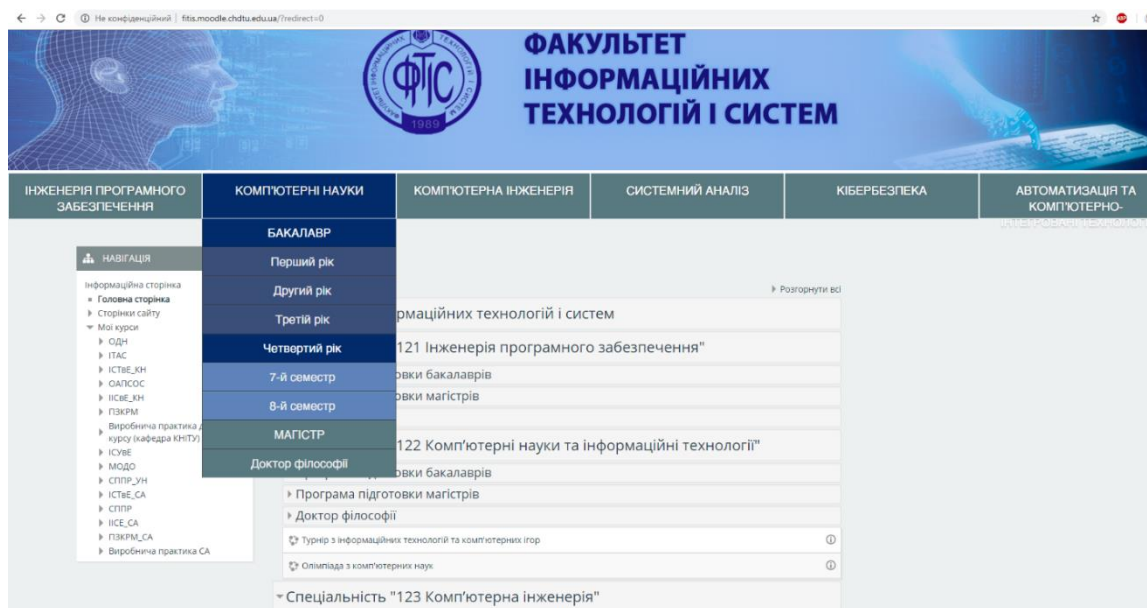 Не конфіденційний | fitis.moodle.chdtu.edu.ua/?redirect=0
ФАКУЛЬТЕТ
ІНФОРМАЦІЙНИХ
ТЕХНОЛОГІЙ І СИСТЕМ
ФТІС
1989
ІНЖЕНЕРІЯ ПРОГРАМНОГО
ЗАБЕЗПЕЧЕННЯ
КОМП'ЮТЕРНІ НАУКИ
КОМП'ЮТЕРНА ІНЖЕНЕРІЯ
СИСТЕМНИЙ АНАЛІЗ
КІБЕРБЕЗПЕКА
АВТОМАТИЗАЦІЯ ТА
КОМП'ЮТЕРНО-
БАКАЛАВР
Перший рік
Другий рік
Третій рік
Четвертий рік
7-й семестр
8-й семестр
МАГІСТР
Доктор філософії
НАВІГАЦІЯ
Інформаційна сторінка
Головна сторінка
Сторінки сайту
Мої курси
ОДН
ІТАС
ІСТвЕ_КН
ОАПСОС
ІІСвЕ_КН
ПЗКРМ
Виробнича практика
курсу (кафедра КНіТУ)
ІСУвЕ
МОДО
СППР_УН
ІСТвЕ_СА
СППР
ІІСЕ_СА
ПЗКРМ_СА
Виробнича практика СА
Розгорнути всі
рмаційних технологій і систем
121 Інженерія програмного забезпечення"
овки бакалаврів
овки магістрів
122 Комп'ютерні науки та інформаційні технології"
овки бакалаврів
Програма підготовки магістрів
Доктор філософії
Турнір з інформаційних технологій та комп'ютерних ігор
Олімпіада з комп'ютерних наук
Спеціальність "123 Комп'ютерна інженерія"